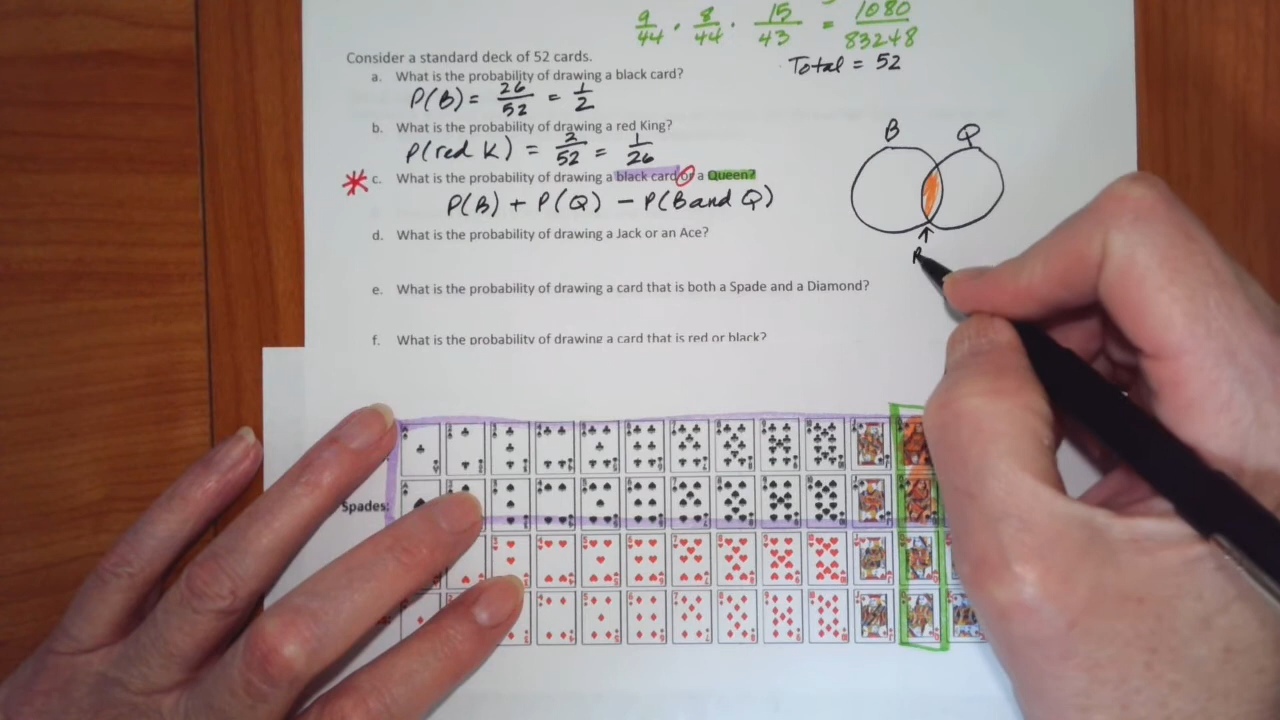 9/44 · 8/44 · 15/43 = 1080/83248
Consider a standard deck of 52 cards.
Total = 52
a. What is the probability of drawing a black card?
P(B) = 26/52 = 1/2
b. What is the probability of drawing a red King?
P(red K) = 2/52 = 1/26
B Q
* c. What is the probability of drawing a black card or a Queen?
P(B) + P(Q) − P(B and Q)
d. What is the probability of drawing a Jack or an Ace?
e. What is the probability of drawing a card that is both a Spade and a Diamond?
f. What is the probability of drawing a card that is red or black?
Spades: